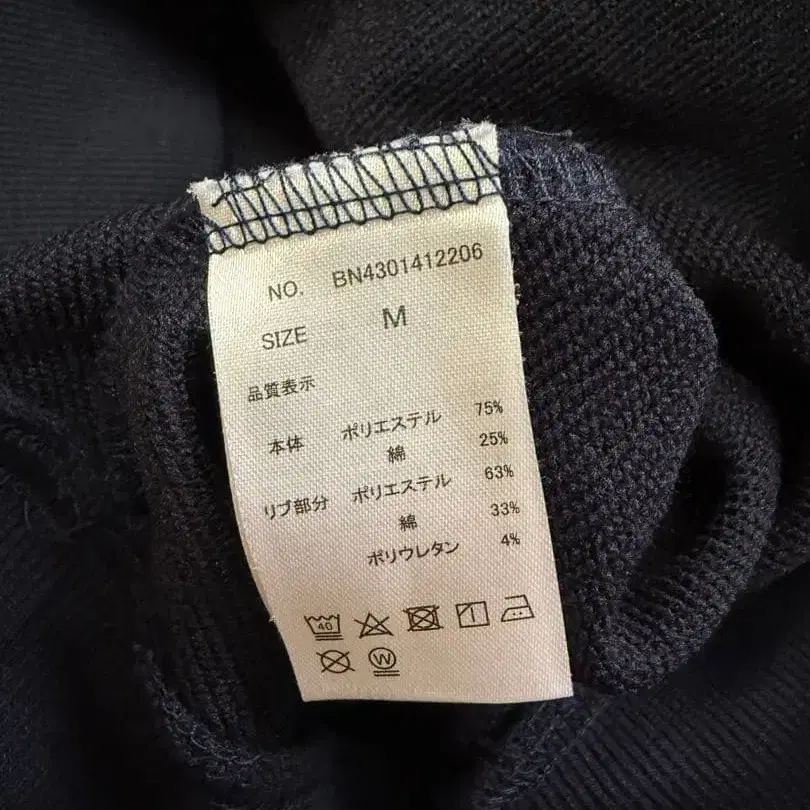 NO. BN4301412206
SIZE M
品質表示
本体 ポリエステル 75%
綿 25%
リブ部分 ポリエステル 63%
綿 33%
ポリウレタン 4%
40
W